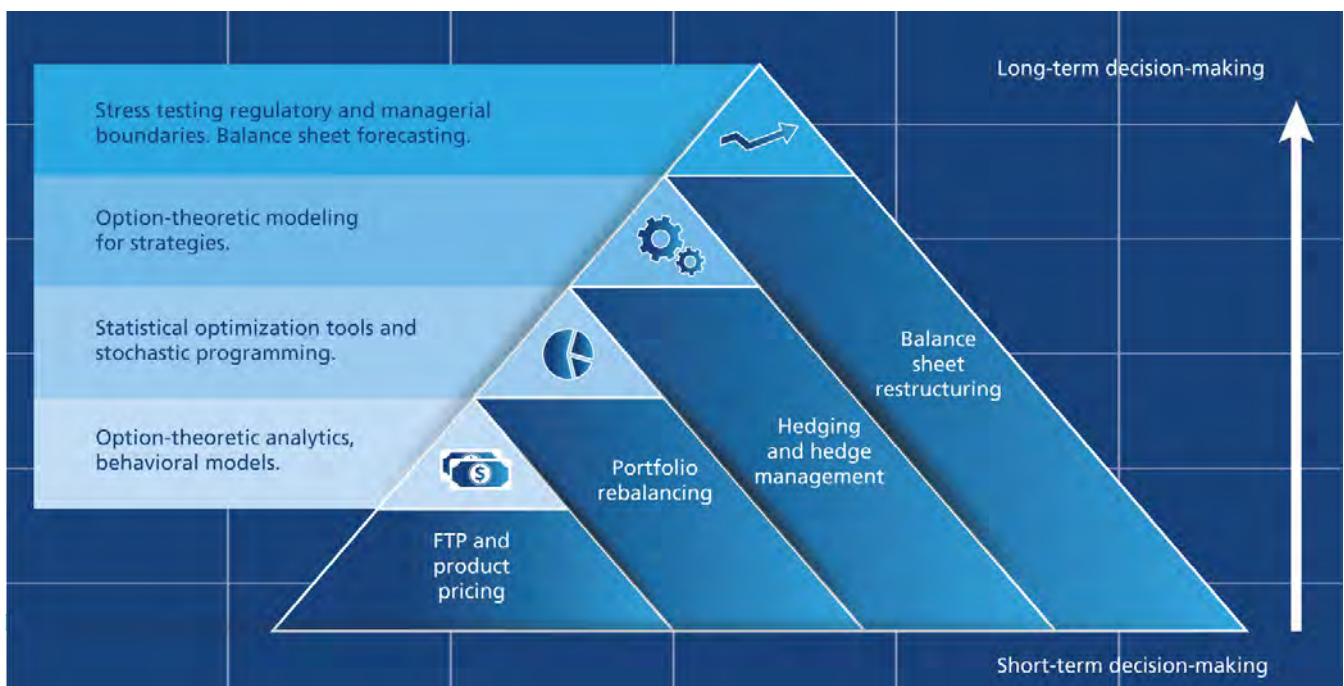 Long-term decision-making
Stress testing regulatory and managerial
boundaries. Balance sheet forecasting.
Option-theoretic modeling
for strategies.
Statistical optimization tools and
stochastic programming.
Option-theoretic analytics,
behavioral models.
$
FTP and
product
pricing
Portfolio
rebalancing
Hedging
and hedge
management
Balance
sheet
restructuring
Short-term decision-making